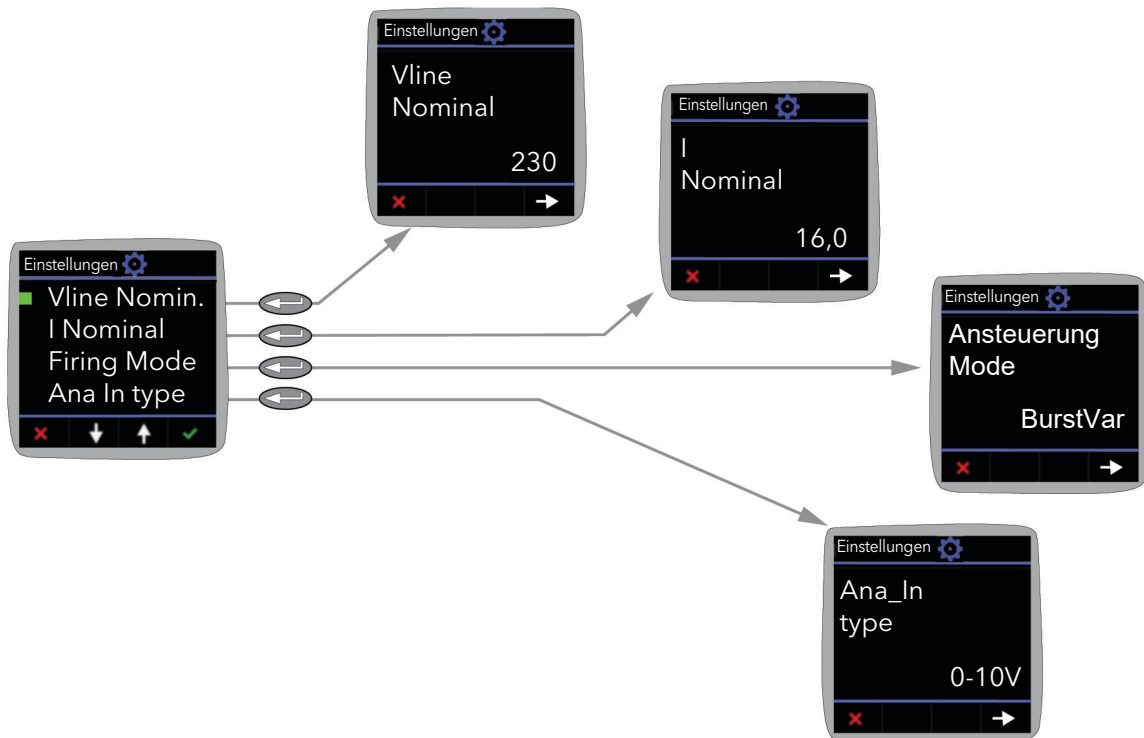 Einstellungen
Vline
Nominal
230
Einstellungen
I
Nominal
16,0
Einstellungen
Vline Nomin.
I Nominal
Firing Mode
Ana In type
Einstellungen
Ansteuerung
Mode
BurstVar
Einstellungen
Ana_In
type
0-10V